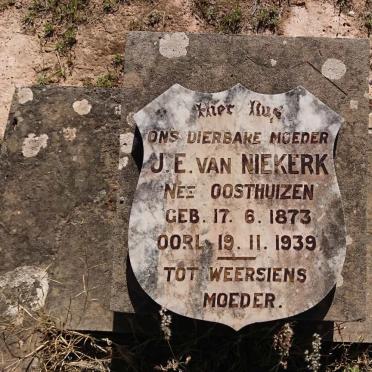 Hier Rus
ONS DIERBARE MOEDER
J. E. VAN NIEKERK
NEE OOSTHUIZEN
GEB. 17. 6. 1873
OORL. 19. 11. 1939
TOT WEERSIENS
MOEDER.